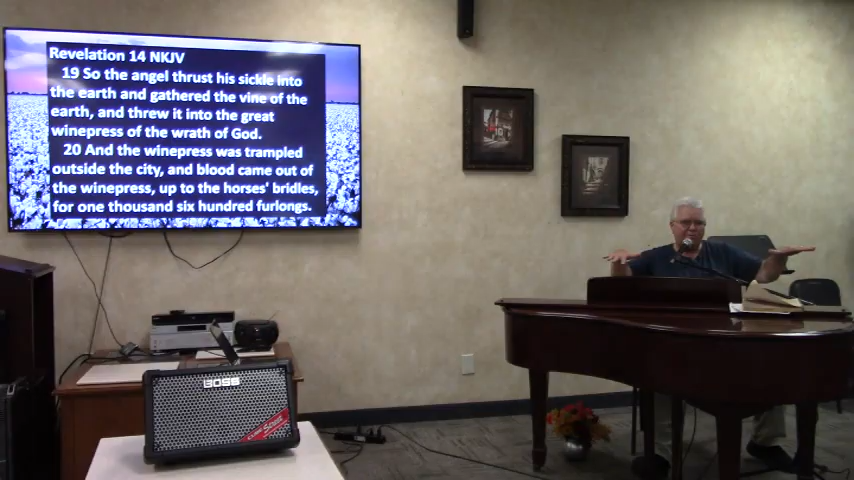 Revelation 14 NKJV
19 So the angel thrust his sickle into
the earth and gathered the vine of the
earth, and threw it into the great
winepress of the wrath of God.
20 And the winepress was trampled
outside the city, and blood came out of
the winepress, up to the horses' bridles,
for one thousand six hundred furlongs.
BOSS
CUBE Street